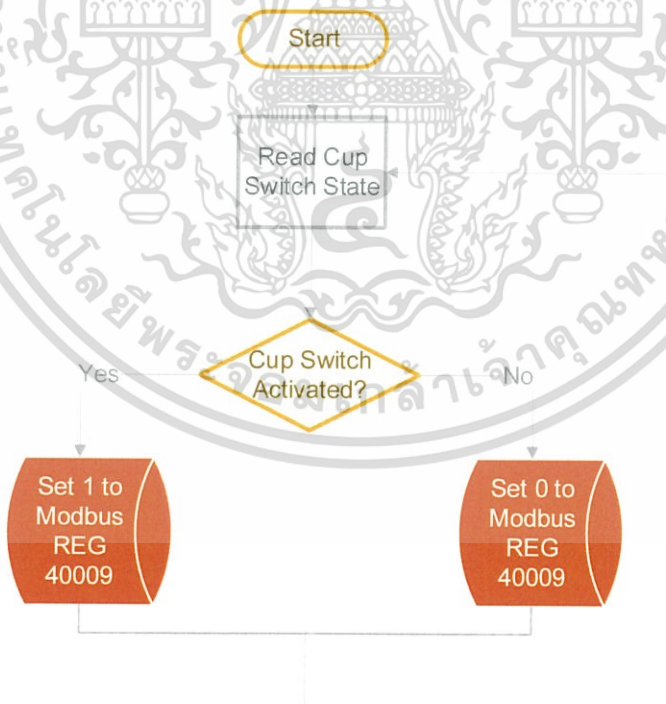 Start
Read Cup
Switch State
Cup Switch
Activated?
Yes
No
Set 1 to
Modbus
REG
40009
Set 0 to
Modbus
REG
40009